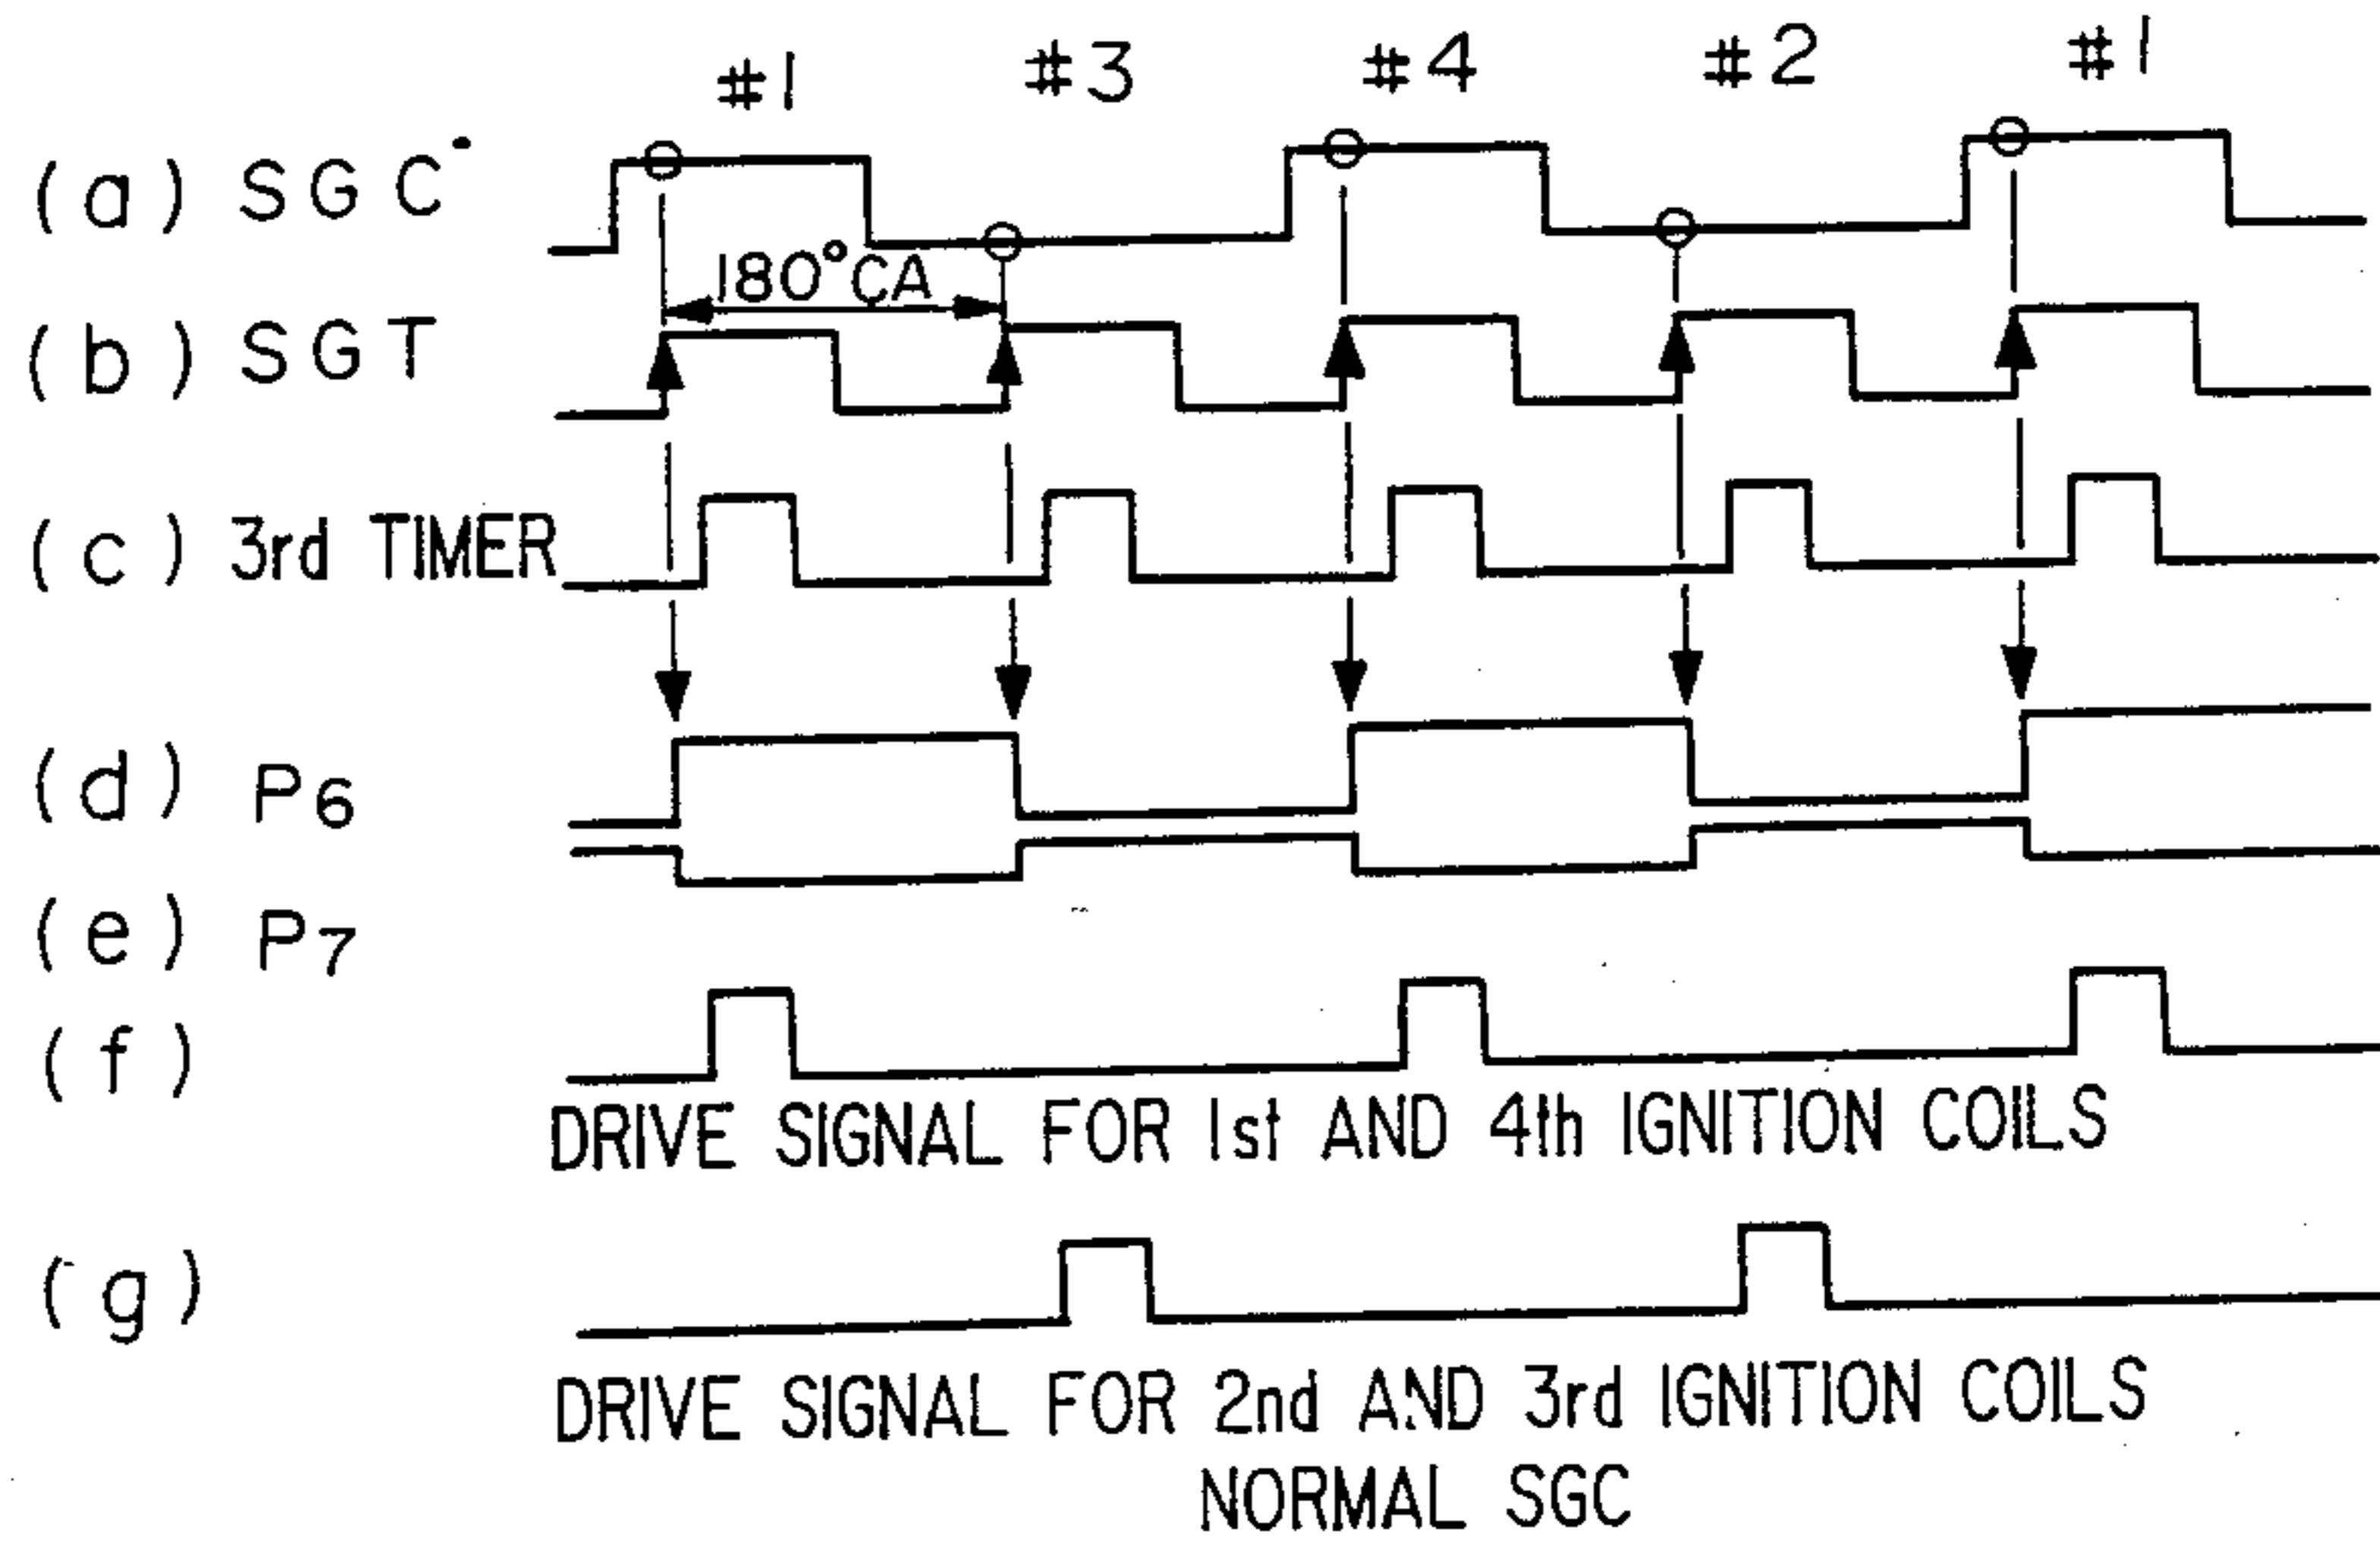 #1 #3 #4 #2 #1
(a) SGC
180°CA
(b) SGT
(c) 3rd TIMER
(d) P6
(e) P7
(f)
DRIVE SIGNAL FOR 1st AND 4th IGNITION COILS
(g)
DRIVE SIGNAL FOR 2nd AND 3rd IGNITION COILS
NORMAL SGC